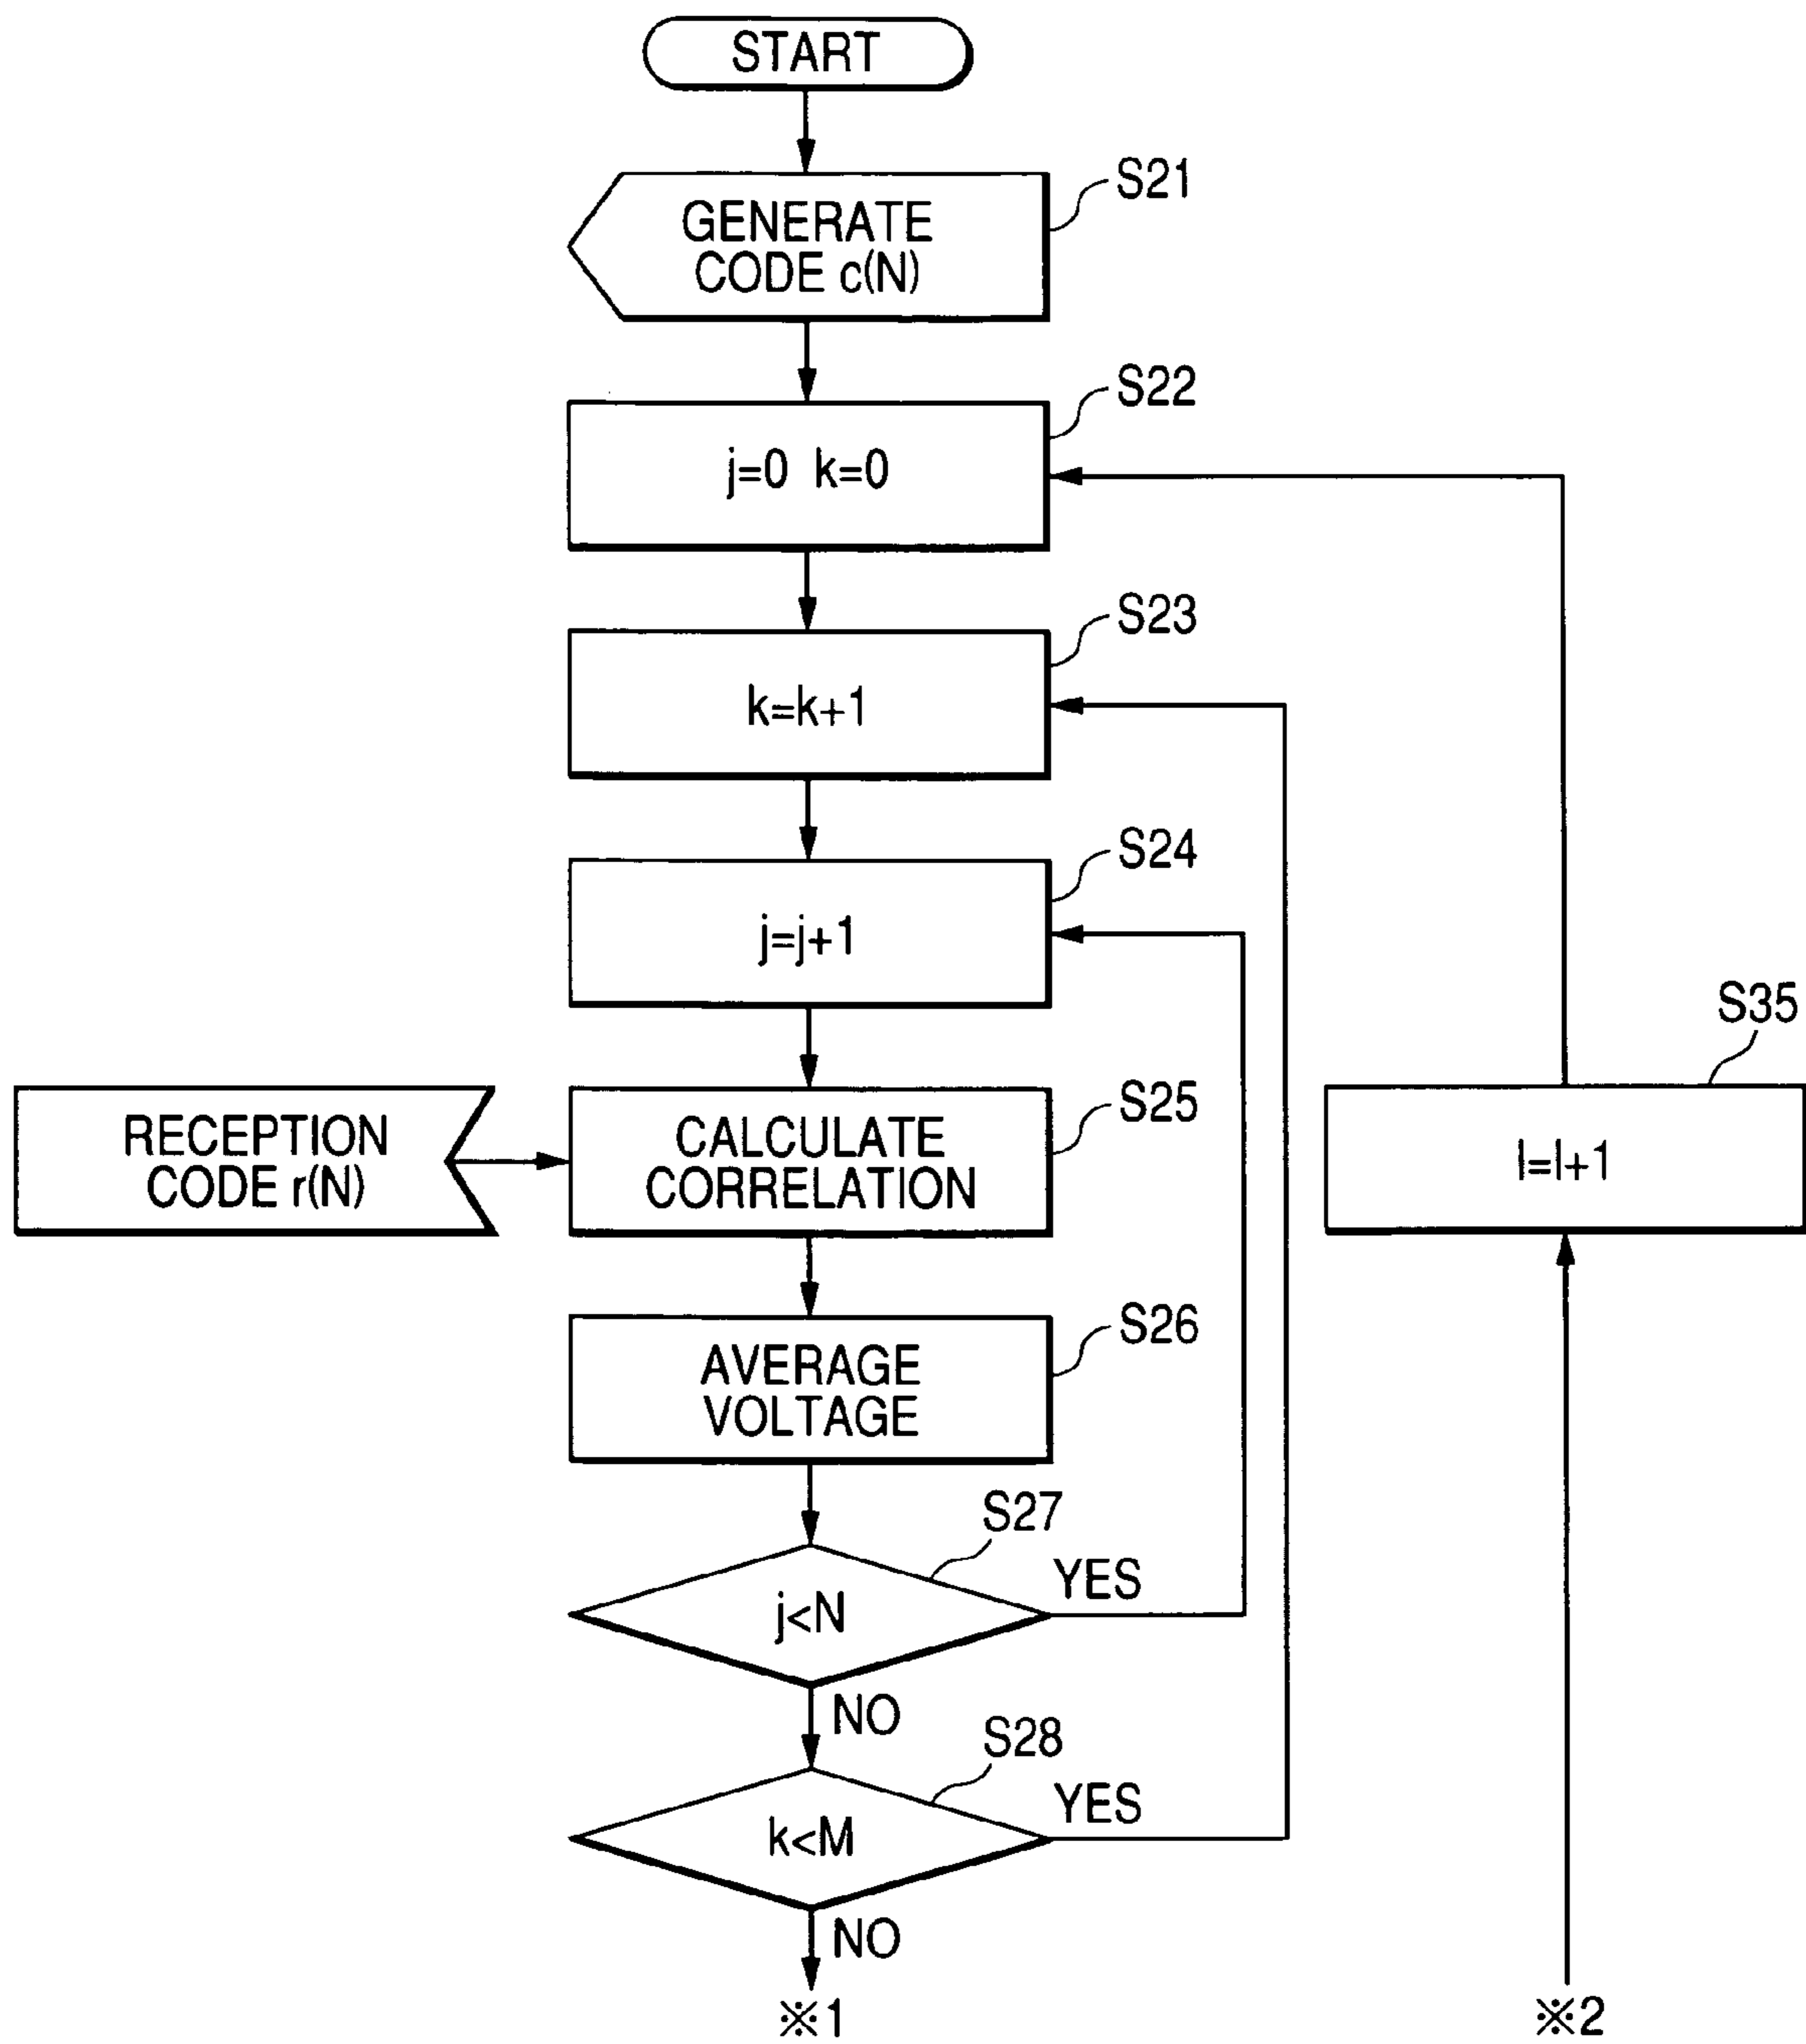 START
GENERATE
CODE c(N)
S21
j=0 k=0
S22
k=k+1
S23
j=j+1
S24
RECEPTION
CODE r(N)
CALCULATE
CORRELATION
S25
l=l+1
S35
AVERAGE
VOLTAGE
S26
j<N
S27
YES
NO
k<M
S28
YES
NO
※1
※2